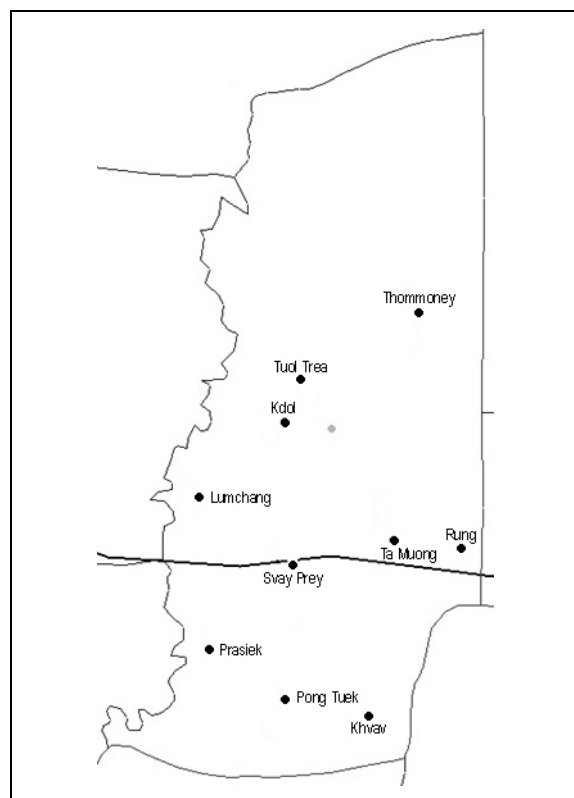 Thommoney
Tuol Trea
Kdol
Lumchang
Rung
Ta Muong
Svay Prey
Prasiek
Pong Tuek
Khvav